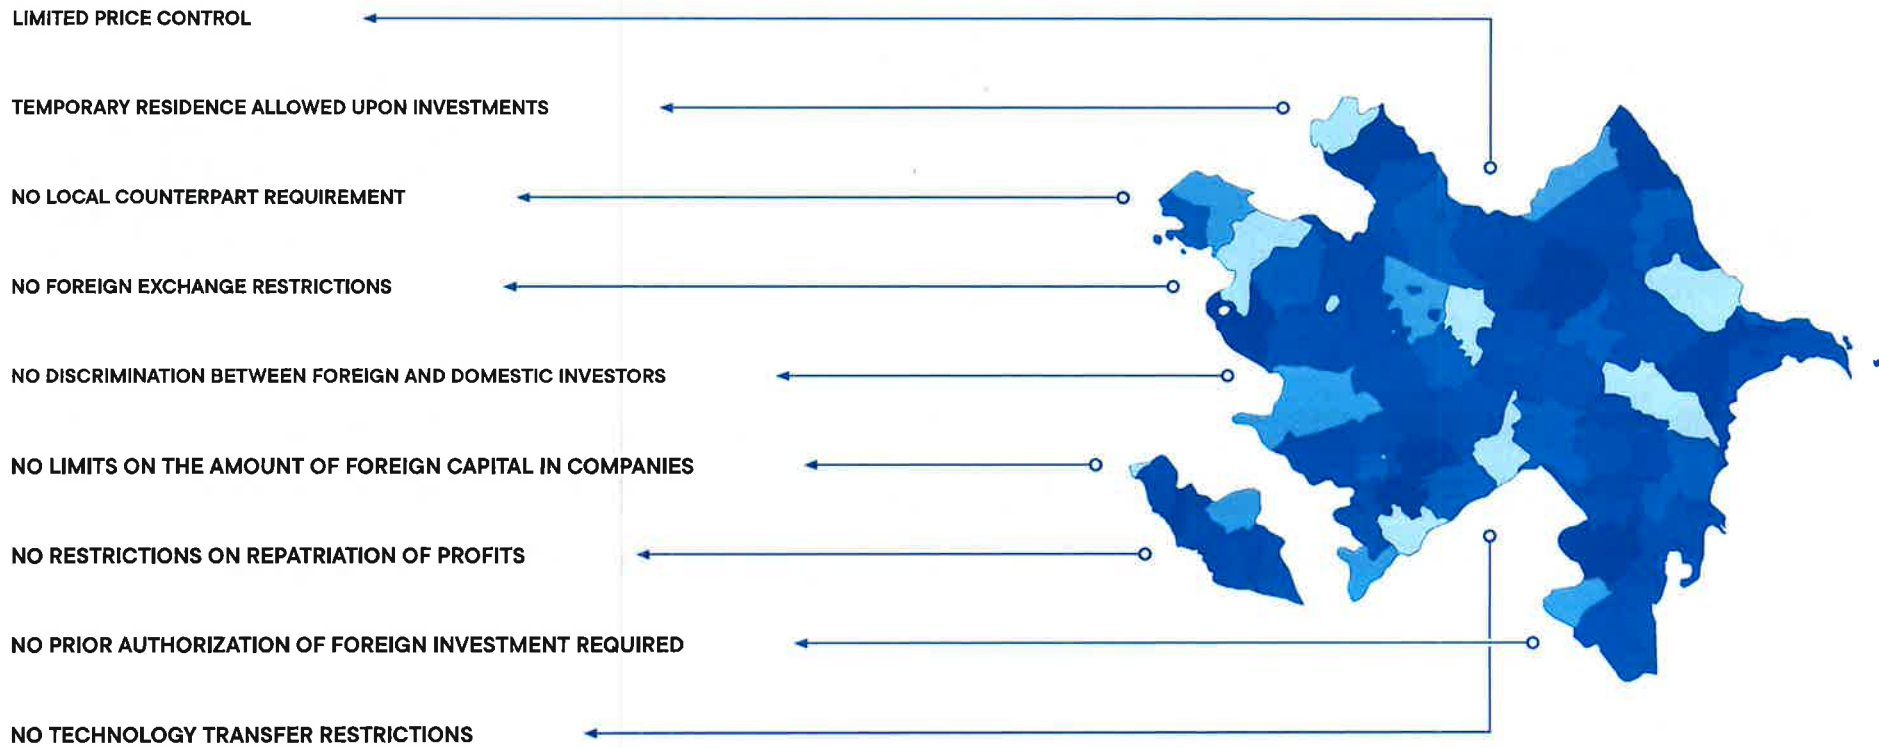 LIMITED PRICE CONTROL
TEMPORARY RESIDENCE ALLOWED UPON INVESTMENTS
NO LOCAL COUNTERPART REQUIREMENT
NO FOREIGN EXCHANGE RESTRICTIONS
NO DISCRIMINATION BETWEEN FOREIGN AND DOMESTIC INVESTORS
NO LIMITS ON THE AMOUNT OF FOREIGN CAPITAL IN COMPANIES
NO RESTRICTIONS ON REPATRIATION OF PROFITS
NO PRIOR AUTHORIZATION OF FOREIGN INVESTMENT REQUIRED
NO TECHNOLOGY TRANSFER RESTRICTIONS